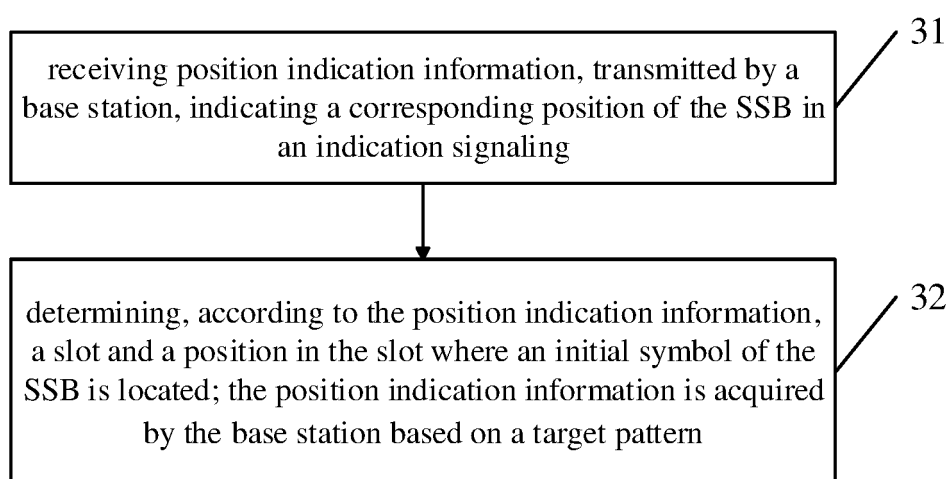 31
receiving position indication information, transmitted by a
base station, indicating a corresponding position of the SSB in
an indication signaling
32
determining, according to the position indication information,
a slot and a position in the slot where an initial symbol of the
SSB is located; the position indication information is acquired
by the base station based on a target pattern